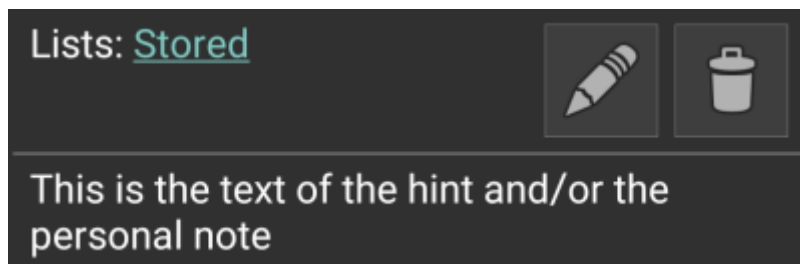 Lists: Stored
This is the text of the hint and/or the
personal note